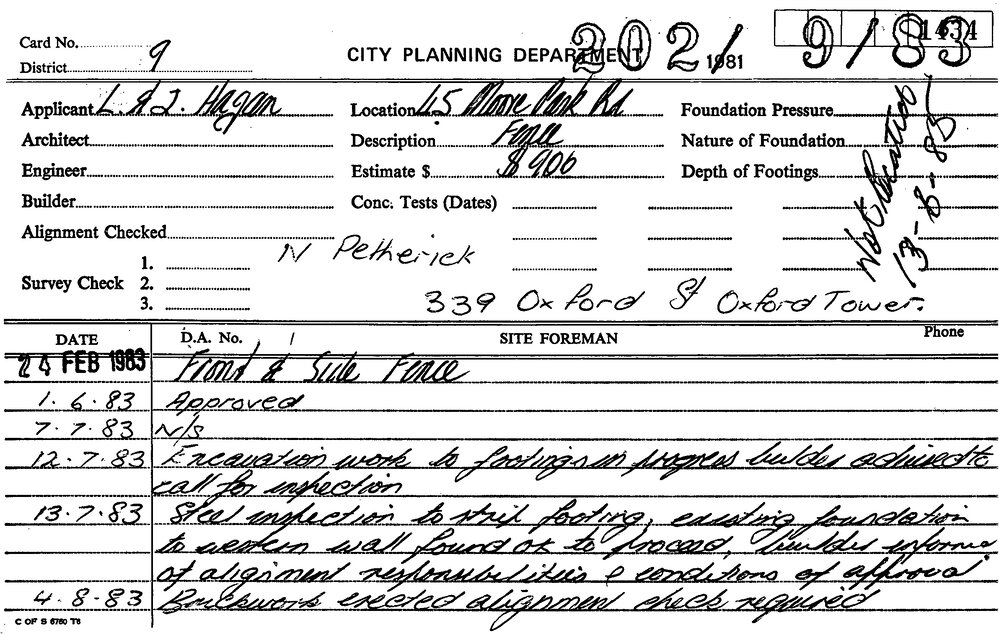 Card No.
District 9
CITY PLANNING DEPARTMENT
2021
1981
9/83
1434
Applicant L. & J. Hagan
Location 45 Moore Park Rd
Foundation Pressure
Architect
Description Fence
Nature of Foundation
Engineer
Estimate $ $900
Depth of Footings
Builder
Conc. Tests (Dates)
Alignment Checked
N Petherick
Survey Check 1.
2.
3.
339 Oxford St Oxford Tower.
13-8-85
DATE D.A. No. SITE FOREMAN Phone
24 FEB 1983 Front & Side Fence
1.6.83 Approved
7.7.83 N/s
12.7.83 Excavation work to footings in progress builder advised to
call for inspection
13.7.83 Steel inspection to strip footing, existing foundation
to western wall found ok to proceed, builder informed
of alignment responsibilities & conditions of approval
4-8-83 Brickwork erected alignment check required
C OF S 6760 T6